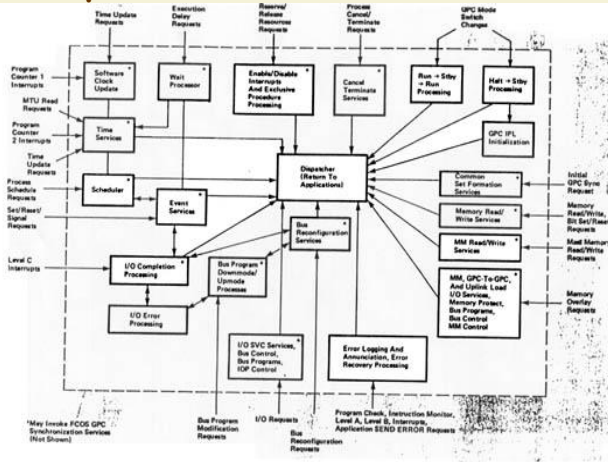 Time Update
Requests
Execution
Delay
Requests
Reserve/
Release
Resources
Requests
Process
Cancel/
Terminate
Requests
GPC Mode
Switch
Changes
Program
Counter 1
Interrupts
Software
Clock
Update
Wait
Processor
Enable/Disable
Interrupts
And Exclusive
Procedure
Processing
Cancel
Terminate
Services
Run → Stby
→ Run
Processing
Halt → Stby
Processing
MTU Read
Requests
Program
Counter
2 Interrupts
Time
Services
GPC IPL
Initialization
Time
Update
Requests
Dispatcher
(Return To
Applications)
Process
Schedule
Requests
Scheduler
Common
Set Formation
Services
Initial
GPC Sync
Request
Set/Reset/
Signal
Requests
Event
Services
Bus
Reconfiguration
Services
Memory Read/
Write Services
Memory
Read/Write,
Bit Set/Reset
Requests
MM Read/Write
Services
Mast Memory
Read/Write
Requests
Level C
Interrupts
I/O Completion
Processing
Bus Program
Downmode/
Upmode
Processes
MM, GPC-To-GPC,
And Uplink Load
I/O Services,
Memory Protect,
Bus Programs,
Bus Control
MM Control
Memory
Overlay
Requests
I/O Error
Processing
I/O SVC Services,
Bus Control,
Bus Programs,
IOP Control
Error Logging And
Annunciation, Error
Recovery Processing
*May Invoke FCOS GPC
Synchronization Services
(Not Shown)
Bus Program
Modification
Requests
I/O Requests
Bus
Reconfiguration
Requests
Program Check, Instruction Monitor,
Level A, Level B, Interrupts,
Application SEND ERROR Requests